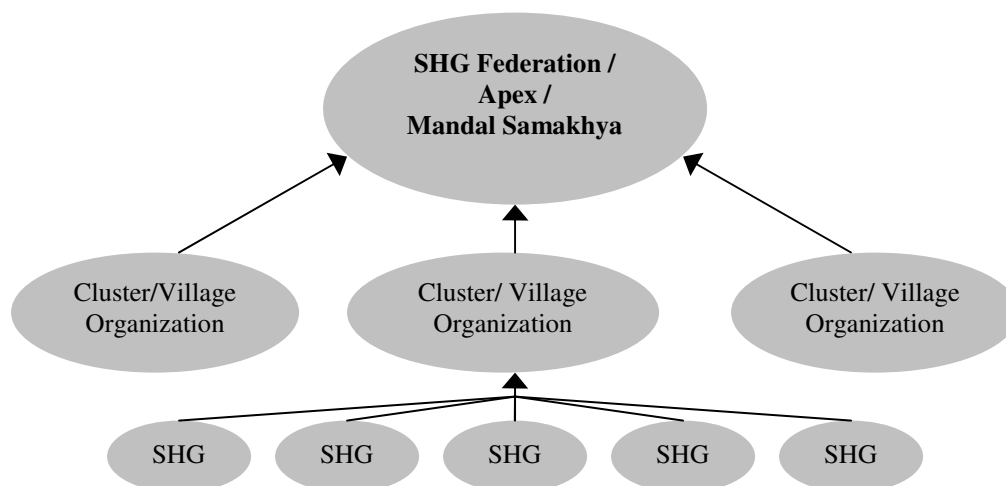 SHG Federation /
Apex /
Mandal Samakhya
Cluster/Village
Organization
Cluster/ Village
Organization
Cluster/ Village
Organization
SHG
SHG
SHG
SHG
SHG